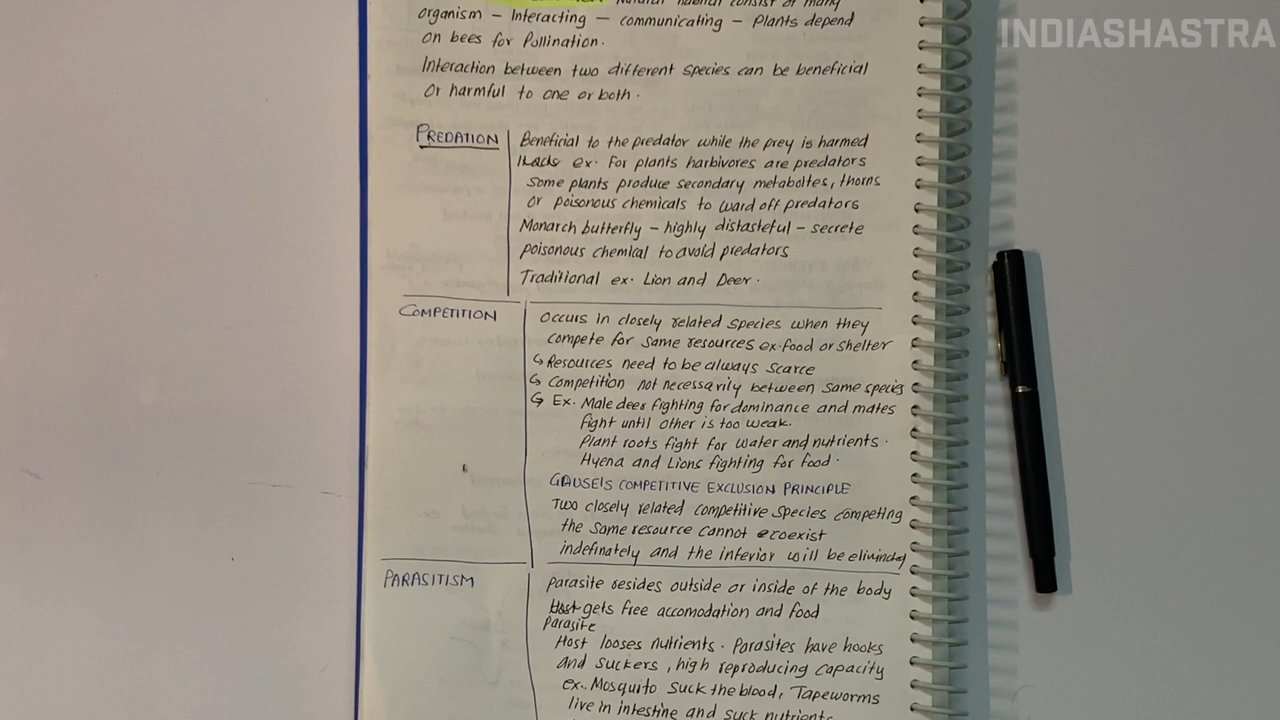 Natural habitat consist of many
INDIASHASTRA
organism – Interacting – communicating – Plants depend
on bees for Pollination.
Interaction between two different species can be beneficial
or harmful to one or both.
PREDATION
Beneficial to the predator while the prey is harmed
ex. For plants harbivores are predators
Some plants produce secondary metaboltes, thorns
or poisonous chemicals to ward off predators
Monarch butterfly – highly distasteful – secrete
poisonous chemical to avoid predators
Traditional ex. Lion and Deer.
COMPETITION
Occurs in closely related species when they
compete for same resources ex. food or shelter
Resources need to be always scarce
Competition not necessarily between same species
Ex. Male deer fighting for dominance and mates
fight until other is too weak.
Plant roots fight for water and nutrients.
Hyena and Lions fighting for food.
GAUSE'S COMPETITIVE EXCLUSION PRINCIPLE
Two closely related competitive species competing
the same resource cannot coexist
indefinately and the inferior will be
PARASITISM
Parasite resides outside or inside of the body
gets free accomodation and food
Parasite
Host looses nutrients. Parasites have hooks
and suckers, high reproducing capacity
ex. Mosquito suck the blood, Tapeworms
live in intestine and suck nutrients